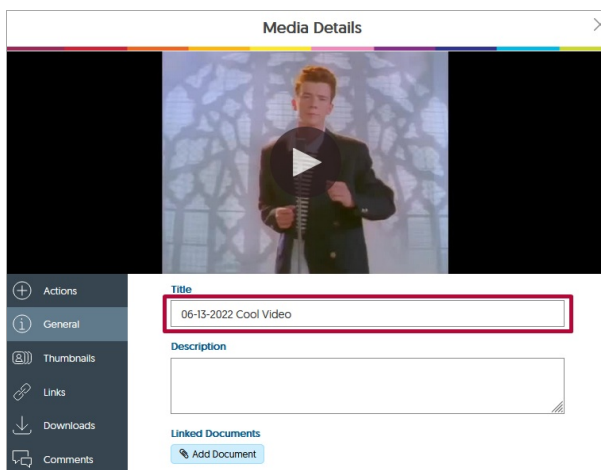 Media Details
Actions
General
Thumbnails
Links
Downloads
Comments
Title
06-13-2022 Cool Video
Description
Linked Documents
Add Document